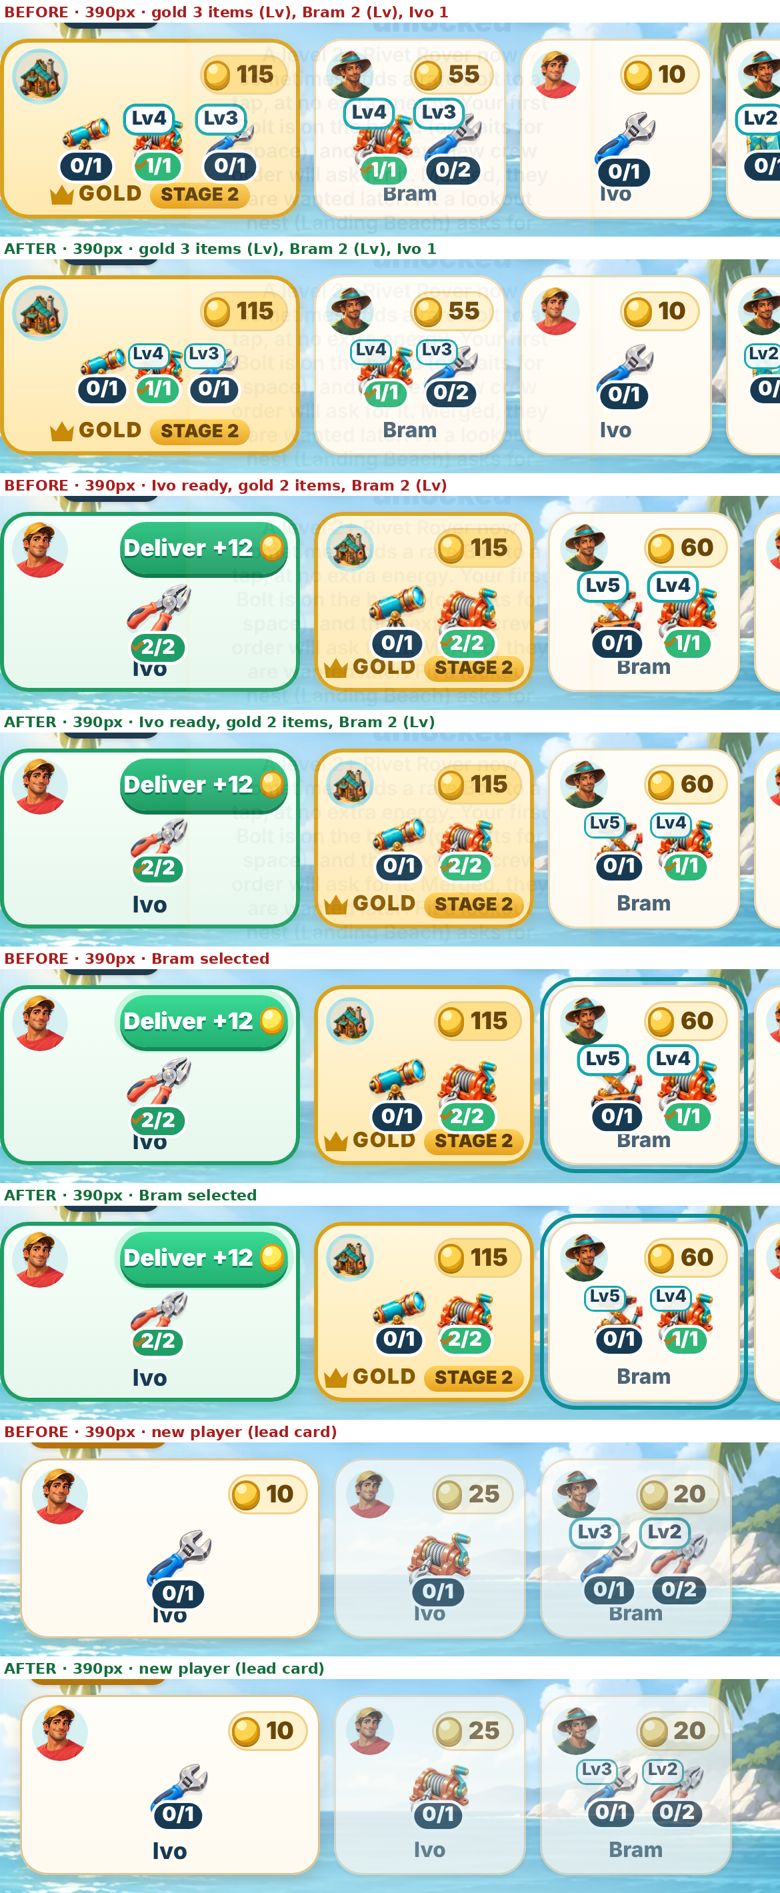 BEFORE · 390px · gold 3 items (Lv), Bram 2 (Lv), Ivo 1
115
55
10
Lv4
Lv3
Lv4
Lv3
Lv2
0/1
1/1
0/1
1/1
0/2
0/1
GOLD
STAGE 2
Bram
Ivo
AFTER · 390px · gold 3 items (Lv), Bram 2 (Lv), Ivo 1
115
55
10
Lv4
Lv3
Lv4
Lv3
Lv2
0/1
1/1
0/1
1/1
0/2
0/1
GOLD
STAGE 2
Bram
Ivo
BEFORE · 390px · Ivo ready, gold 2 items, Bram 2 (Lv)
Deliver +12
115
60
Lv5
Lv4
2/2
0/1
2/2
0/1
1/1
Ivo
GOLD
STAGE 2
Bram
AFTER · 390px · Ivo ready, gold 2 items, Bram 2 (Lv)
Deliver +12
115
60
Lv5
Lv4
2/2
0/1
2/2
0/1
1/1
Ivo
GOLD
STAGE 2
Bram
BEFORE · 390px · Bram selected
Deliver +12
115
60
Lv5
Lv4
2/2
0/1
2/2
0/1
1/1
Ivo
GOLD
STAGE 2
Bram
AFTER · 390px · Bram selected
Deliver +12
115
60
Lv5
Lv4
2/2
0/1
2/2
0/1
1/1
Ivo
GOLD
STAGE 2
Bram
BEFORE · 390px · new player (lead card)
10
25
20
Lv3
Lv2
0/1
0/1
0/1
0/2
Ivo
Ivo
Bram
AFTER · 390px · new player (lead card)
10
25
20
Lv3
Lv2
0/1
0/1
0/1
0/2
Ivo
Ivo
Bram